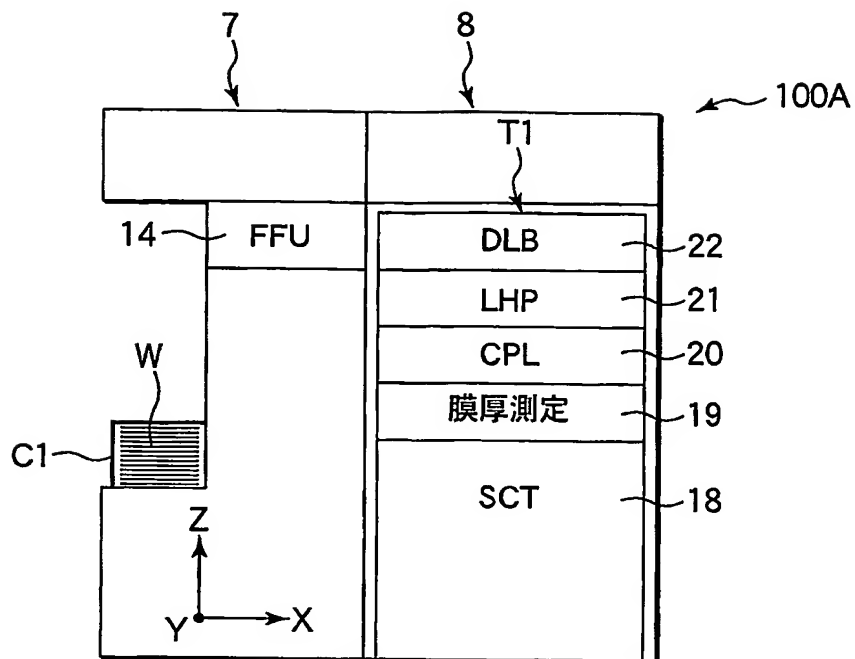 7
8
100A
T1
14
FFU
DLB
22
LHP
21
CPL
20
W
膜厚測定
19
C1
SCT
18
Z
Y
X